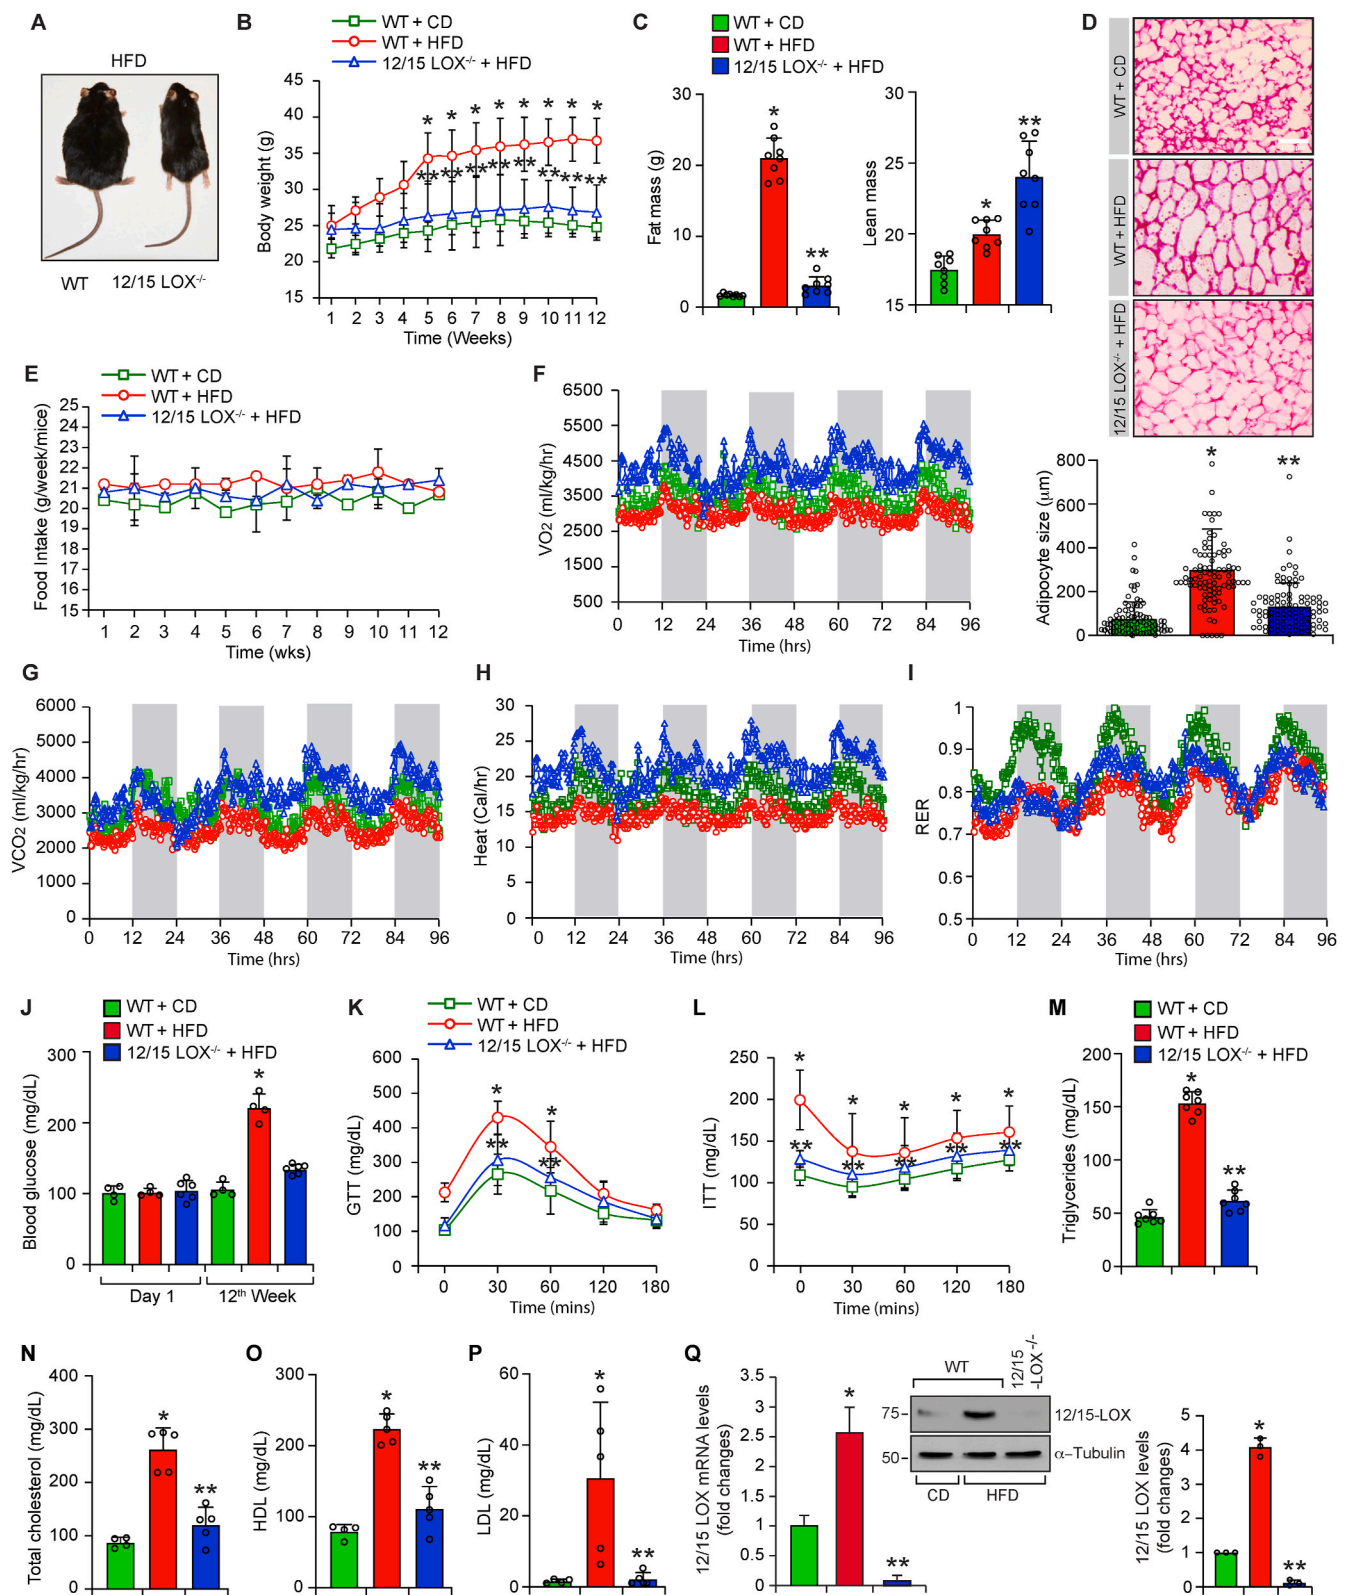 A
HFD
WT 12/15 LOX-/-
B
WT + CD
WT + HFD
12/15 LOX-/- + HFD
Body weight (g)
45
40
35
30
25
20
15
* * * * * * * *
** ** ** ** ** ** ** **
1 2 3 4 5 6 7 8 9 10 11 12
Time (Weeks)
C
WT + CD
WT + HFD
12/15 LOX-/- + HFD
Fat mass (g)
30
20
10
0
*
**
Lean mass
30
25
20
15
*
**
D
WT + CD
WT + HFD
12/15 LOX-/- + HFD
Adipocyte size (μm)
800
600
400
200
0
*
**
E
WT + CD
WT + HFD
12/15 LOX-/- + HFD
Food Intake (g/week/mice)
25
24
23
22
21
20
19
18
17
16
15
1 2 3 4 5 6 7 8 9 10 11 12
Time (wks)
F
VO2 (ml/kg/hr)
6500
5500
4500
3500
2500
1500
500
0 12 24 36 48 60 72 84 96
Time (hrs)
G
VCO2 (ml/kg/hr)
6000
5000
4000
3000
2000
1000
0
0 12 24 36 48 60 72 84 96
Time (hrs)
H
Heat (Cal/hr)
30
25
20
15
10
5
0
0 12 24 36 48 60 72 84 96
Time (hrs)
I
RER
1
0.9
0.8
0.7
0.6
0.5
0 12 24 36 48 60 72 84 96
Time (hrs)
J
WT + CD
WT + HFD
12/15 LOX-/- + HFD
Blood glucose (mg/dL)
300
200
100
0
*
Day 1 12th Week
K
WT + CD
WT + HFD
12/15 LOX-/- + HFD
GTT (mg/dL)
600
500
400
300
200
100
0
* *
** **
0 30 60 120 180
Time (mins)
L
ITT (mg/dL)
250
200
150
100
50
0
* * * * *
** ** ** ** **
0 30 60 120 180
Time (mins)
M
WT + CD
WT + HFD
12/15 LOX-/- + HFD
Triglycerides (mg/dL)
200
150
100
50
0
*
**
N
Total cholesterol (mg/dL)
400
300
200
100
0
*
**
O
HDL (mg/dL)
300
200
100
0
*
**
P
LDL (mg/dL)
60
40
20
0
*
**
Q
12/15 LOX mRNA levels
(fold changes)
3.5
3
2.5
2
1.5
1
0.5
0
*
**
WT
12/15
-LOX-/-
75
12/15-LOX
50
α-Tubulin
CD HFD
12/15 LOX levels
(fold changes)
5
4
3
2
1
0
*
**